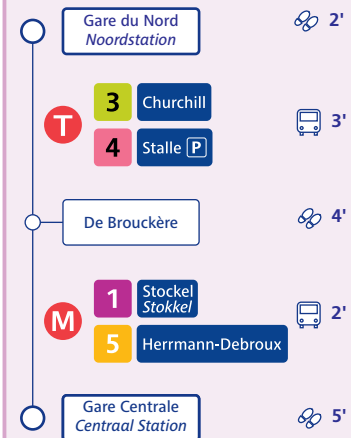 Gare du Nord
Noordstation
2'
T
3 Churchill
4 Stalle P
3'
De Brouckère
4'
M
1 Stockel
Stokkel
5 Herrmann-Debroux
2'
Gare Centrale
Centraal Station
5'